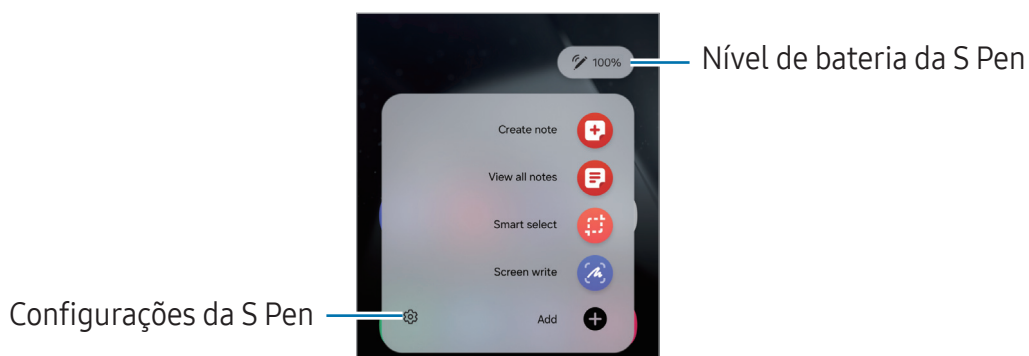 100%
Nível de bateria da S Pen
Create note
View all notes
Smart select
Screen write
Configurações da S Pen
Add